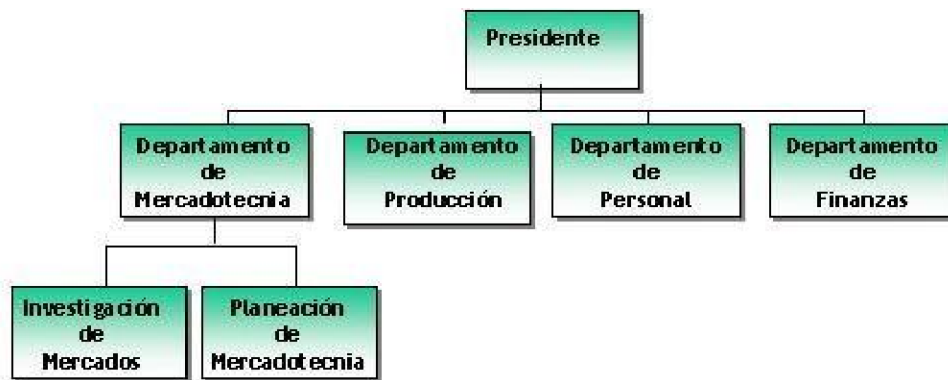 Presidente
Departamento
de
Mercadotecnia
Departamento
de
Producción
Departamento
de
Personal
Departamento
de
Finanzas
Investigación
de
Mercados
Planeación
de
Mercadotecnia